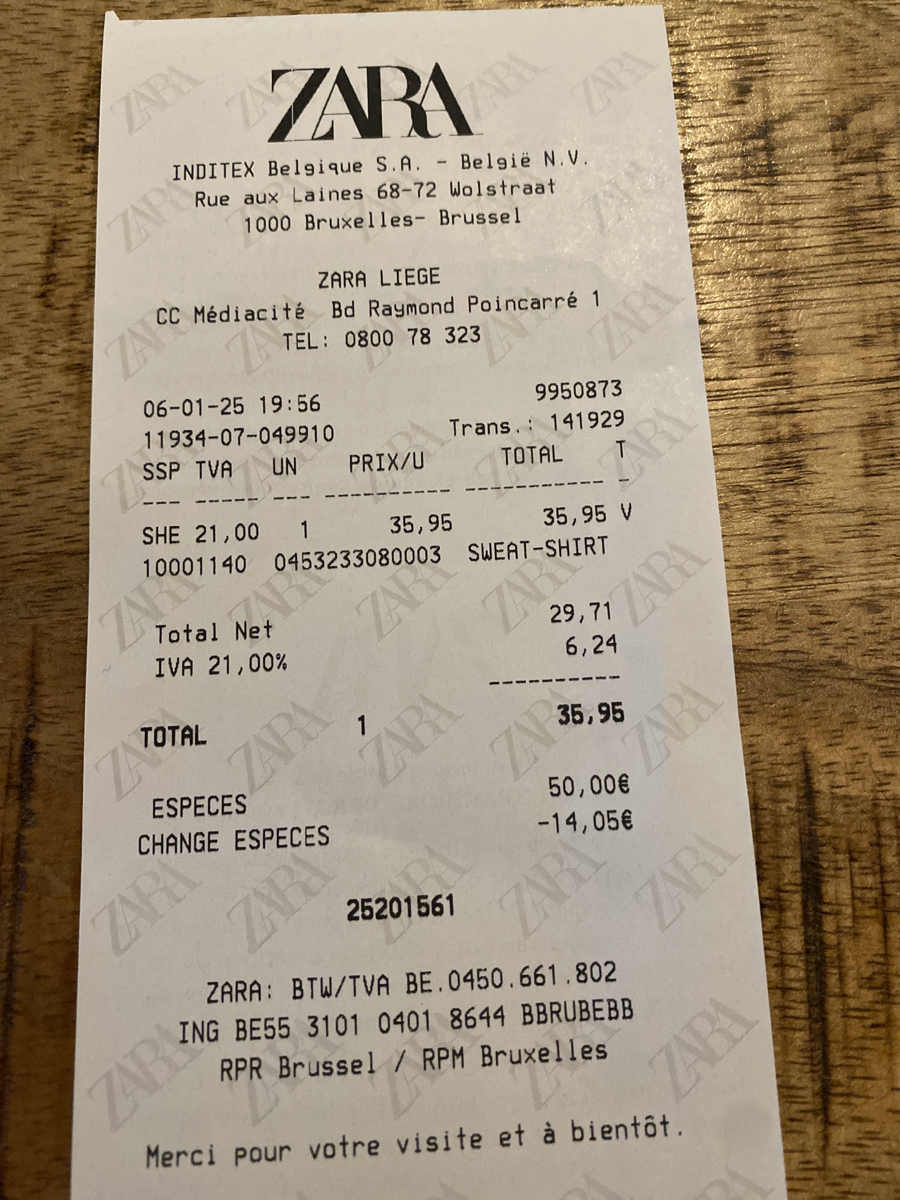 ZARA
INDITEX Belgique S.A. - België N.V.
Rue aux Laines 68-72 Wolstraat
1000 Bruxelles- Brussel
ZARA LIEGE
CC Médiacité Bd Raymond Poincarré 1
TEL: 0800 78 323
06-01-25 19:56 9950873
11934-07-049910 Trans.: 141929
SSP TVA UN PRIX/U TOTAL T
--- ----- --- ---------- ----------- -
SHE 21,00 1 35,95 35,95 V
10001140 0453233080003 SWEAT-SHIRT
Total Net 29,71
IVA 21,00% 6,24
----------
TOTAL 1 35,95
ESPECES 50,00€
CHANGE ESPECES -14,05€
25201561
ZARA: BTW/TVA BE.0450.661.802
ING BE55 3101 0401 8644 BBRUBEBB
RPR Brussel / RPM Bruxelles
Merci pour votre visite et à bientôt.